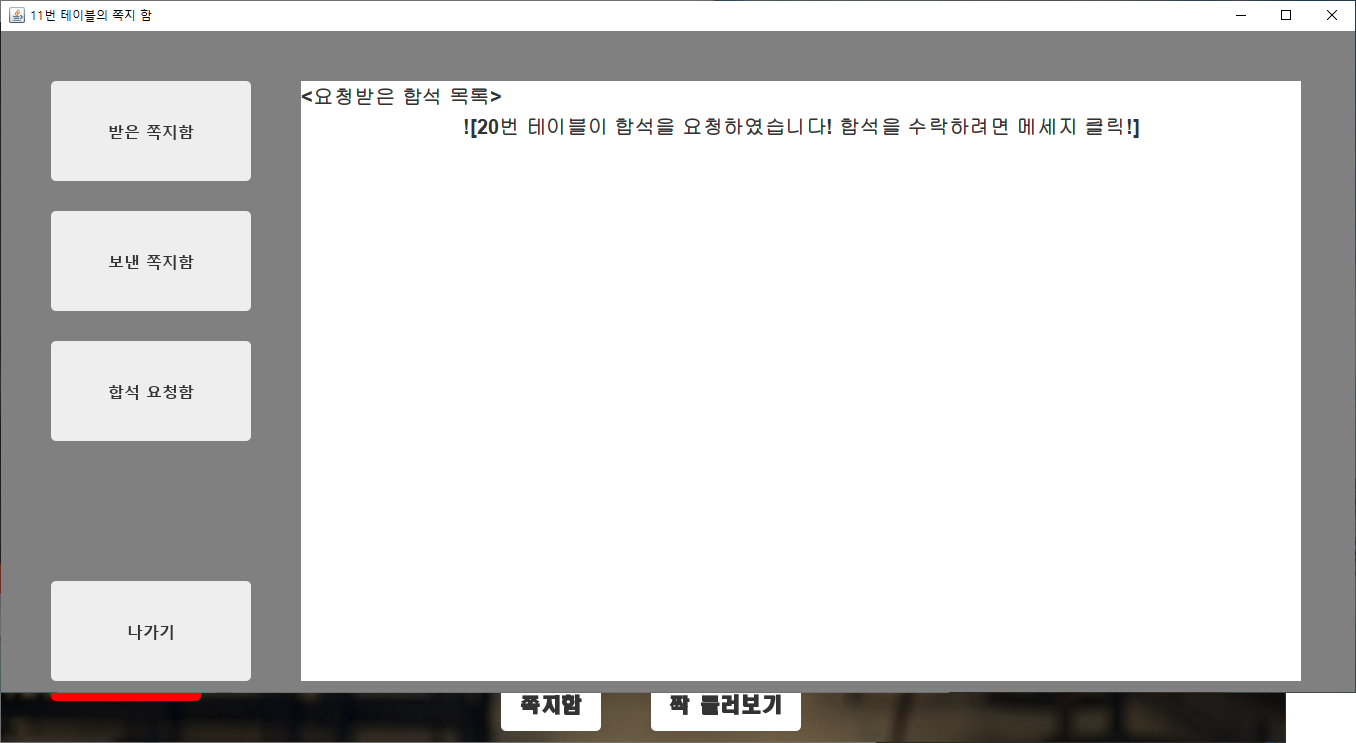 11번 테이블의 쪽지 함
받은 쪽지함
보낸 쪽지함
합석 요청함
나가기
<요청받은 합석 목록>
![20번 테이블이 합석을 요청하였습니다! 합석을 수락하려면 메세지 클릭!]
쪽지함
짝 둘러보기